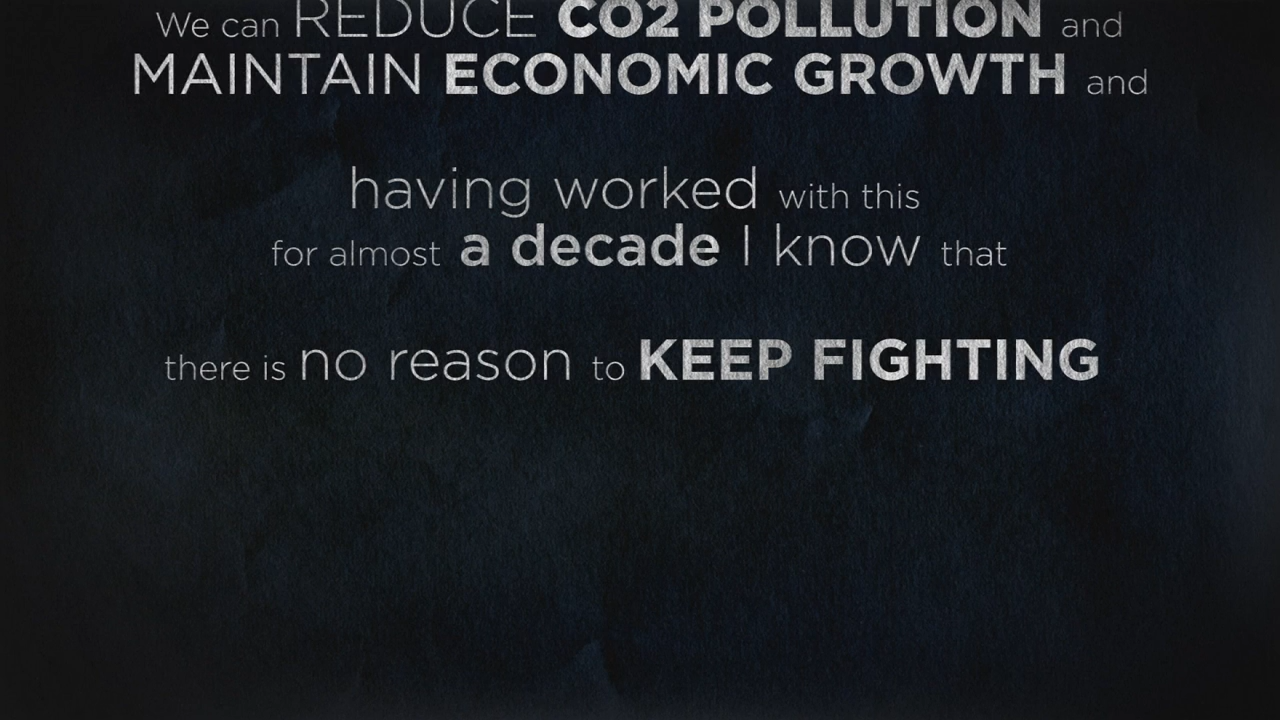 We can REDUCE CO2 POLLUTION and
MAINTAIN ECONOMIC GROWTH and
having worked with this
for almost a decade I know that
there is no reason to KEEP FIGHTING